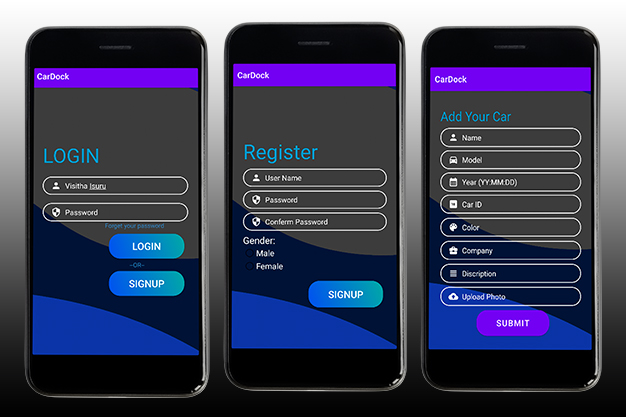 CarDock
LOGIN
Visitha Isuru
Password
Forget your password!
LOGIN
--OR--
SIGNUP
CarDock
Register
User Name
Password
Comferm Password
Gender:
Male
Female
SIGNUP
CarDock
Add Your Car
Name
Model
Year (YY:MM:DD)
Car ID
Color
Company
Discription
Upload Photo
SUBMIT